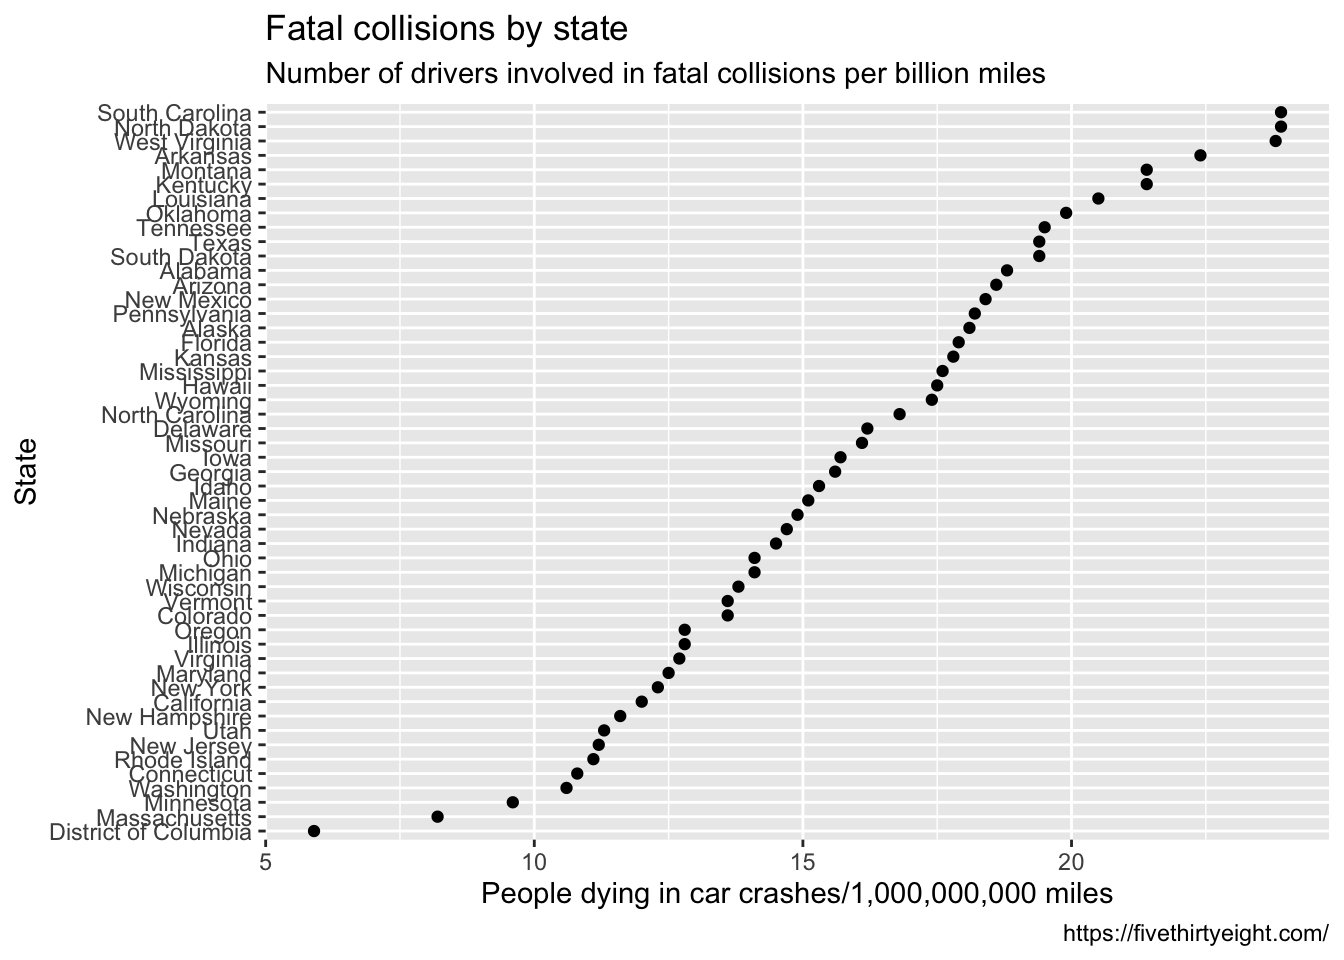 Fatal collisions by state
Number of drivers involved in fatal collisions per billion miles
South Carolina
North Dakota
West Virginia
Arkansas
Montana
Kentucky
Louisiana
Oklahoma
Tennessee
Texas
South Dakota
Alabama
Arizona
New Mexico
Pennsylvania
Alaska
Florida
Kansas
Mississippi
Hawaii
Wyoming
North Carolina
Delaware
Missouri
Iowa
Georgia
Idaho
Maine
Nebraska
Nevada
Indiana
Ohio
Michigan
Wisconsin
Vermont
Colorado
Oregon
Illinois
Virginia
Maryland
New York
California
New Hampshire
Utah
New Jersey
Rhode Island
Connecticut
Washington
Minnesota
Massachusetts
District of Columbia
State
5 10 15 20
People dying in car crashes/1,000,000,000 miles
https://fivethirtyeight.com/